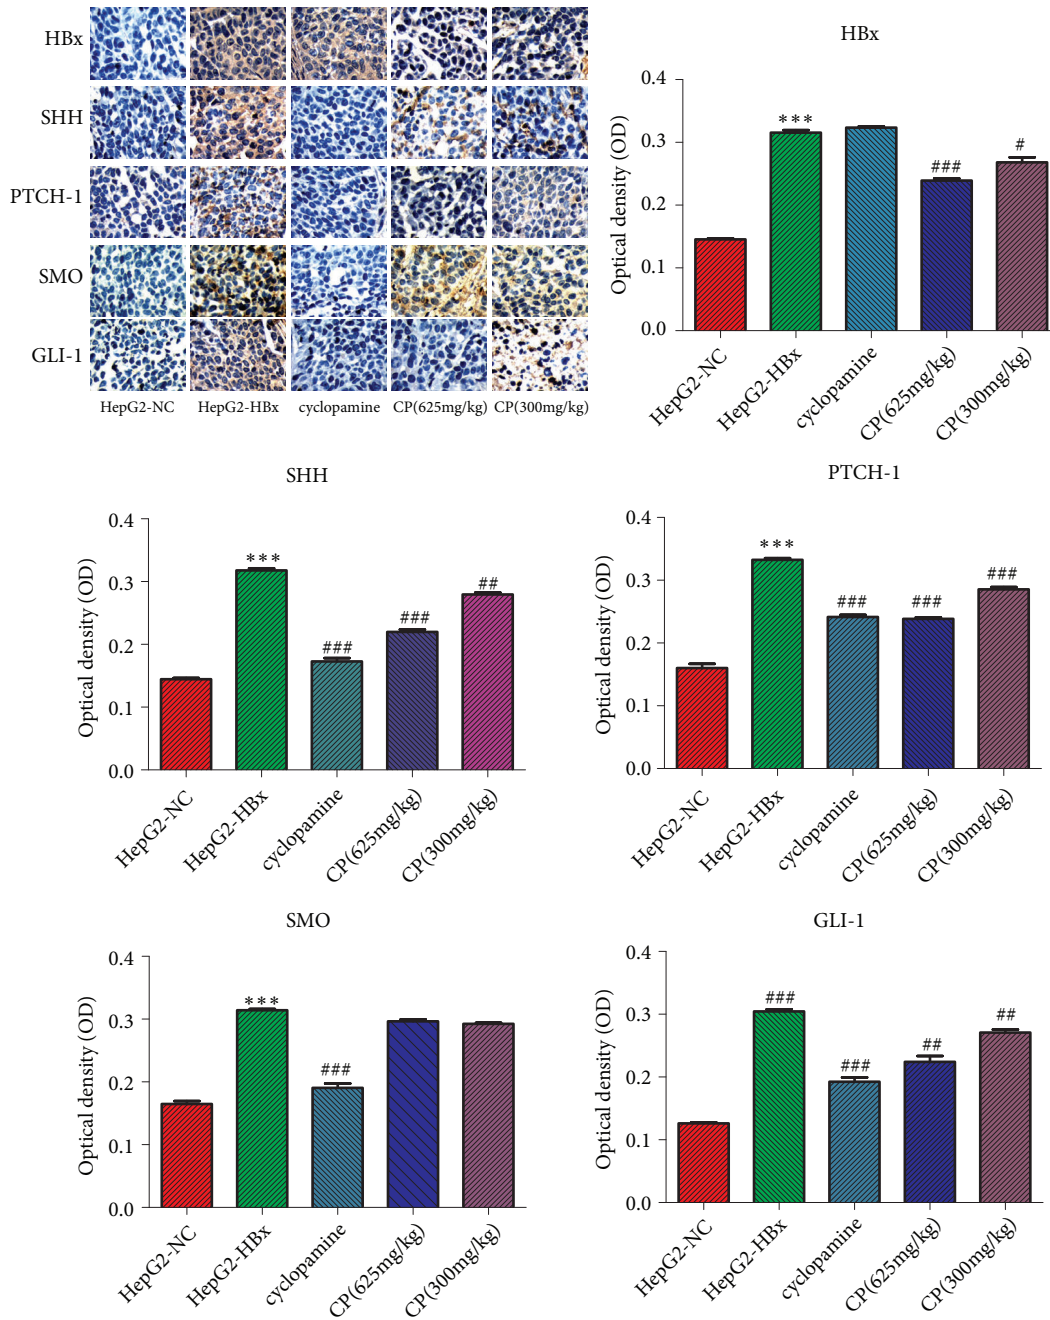 HBx
SHH
PTCH-1
SMO
GLI-1
HepG2-NC HepG2-HBx cyclopamine CP(625mg/kg) CP(300mg/kg)
HBx
Optical density (OD)
0.4
0.3
0.2
0.1
0.0
***
###
#
HepG2-NC
HepG2-HBx
cyclopamine
CP(625mg/kg)
CP(300mg/kg)
SHH
Optical density (OD)
0.4
0.3
0.2
0.1
0.0
***
###
###
##
HepG2-NC
HepG2-HBx
cyclopamine
CP(625mg/kg)
CP(300mg/kg)
PTCH-1
Optical density (OD)
0.4
0.3
0.2
0.1
0.0
***
###
###
###
HepG2-NC
HepG2-HBx
cyclopamine
CP(625mg/kg)
CP(300mg/kg)
SMO
Optical density (OD)
0.4
0.3
0.2
0.1
0.0
***
###
HepG2-NC
HepG2-HBx
cyclopamine
CP(625mg/kg)
CP(300mg/kg)
GLI-1
Optical density (OD)
0.4
0.3
0.2
0.1
0.0
###
###
##
##
HepG2-NC
HepG2-HBx
cyclopamine
CP(625mg/kg)
CP(300mg/kg)